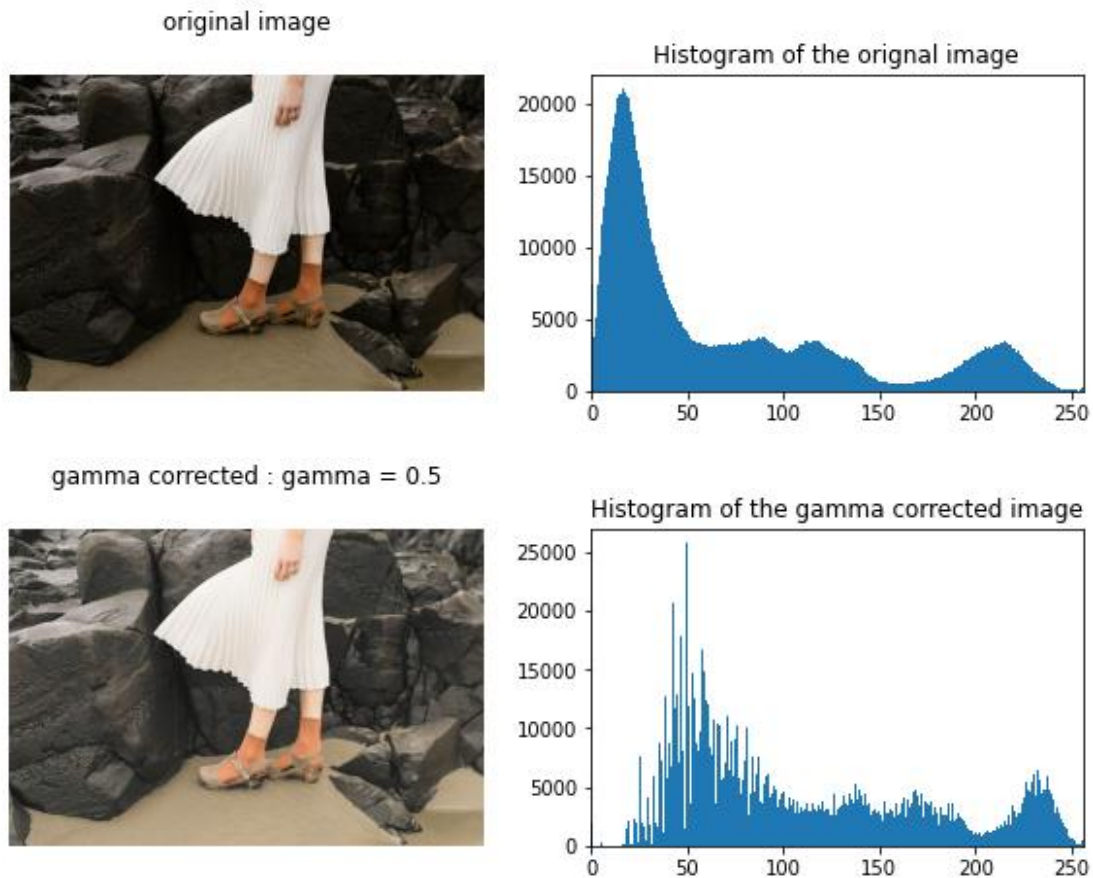 original image
Histogram of the orignal image
20000
15000
10000
5000
0
0 50 100 150 200 250
gamma corrected : gamma = 0.5
Histogram of the gamma corrected image
25000
20000
15000
10000
5000
0
0 50 100 150 200 250